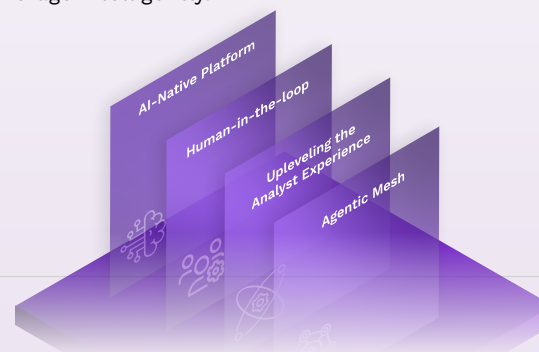 AI-Native Platform
Human-in-the-loop
Upleveling the
Analyst Experience
Agentic Mesh